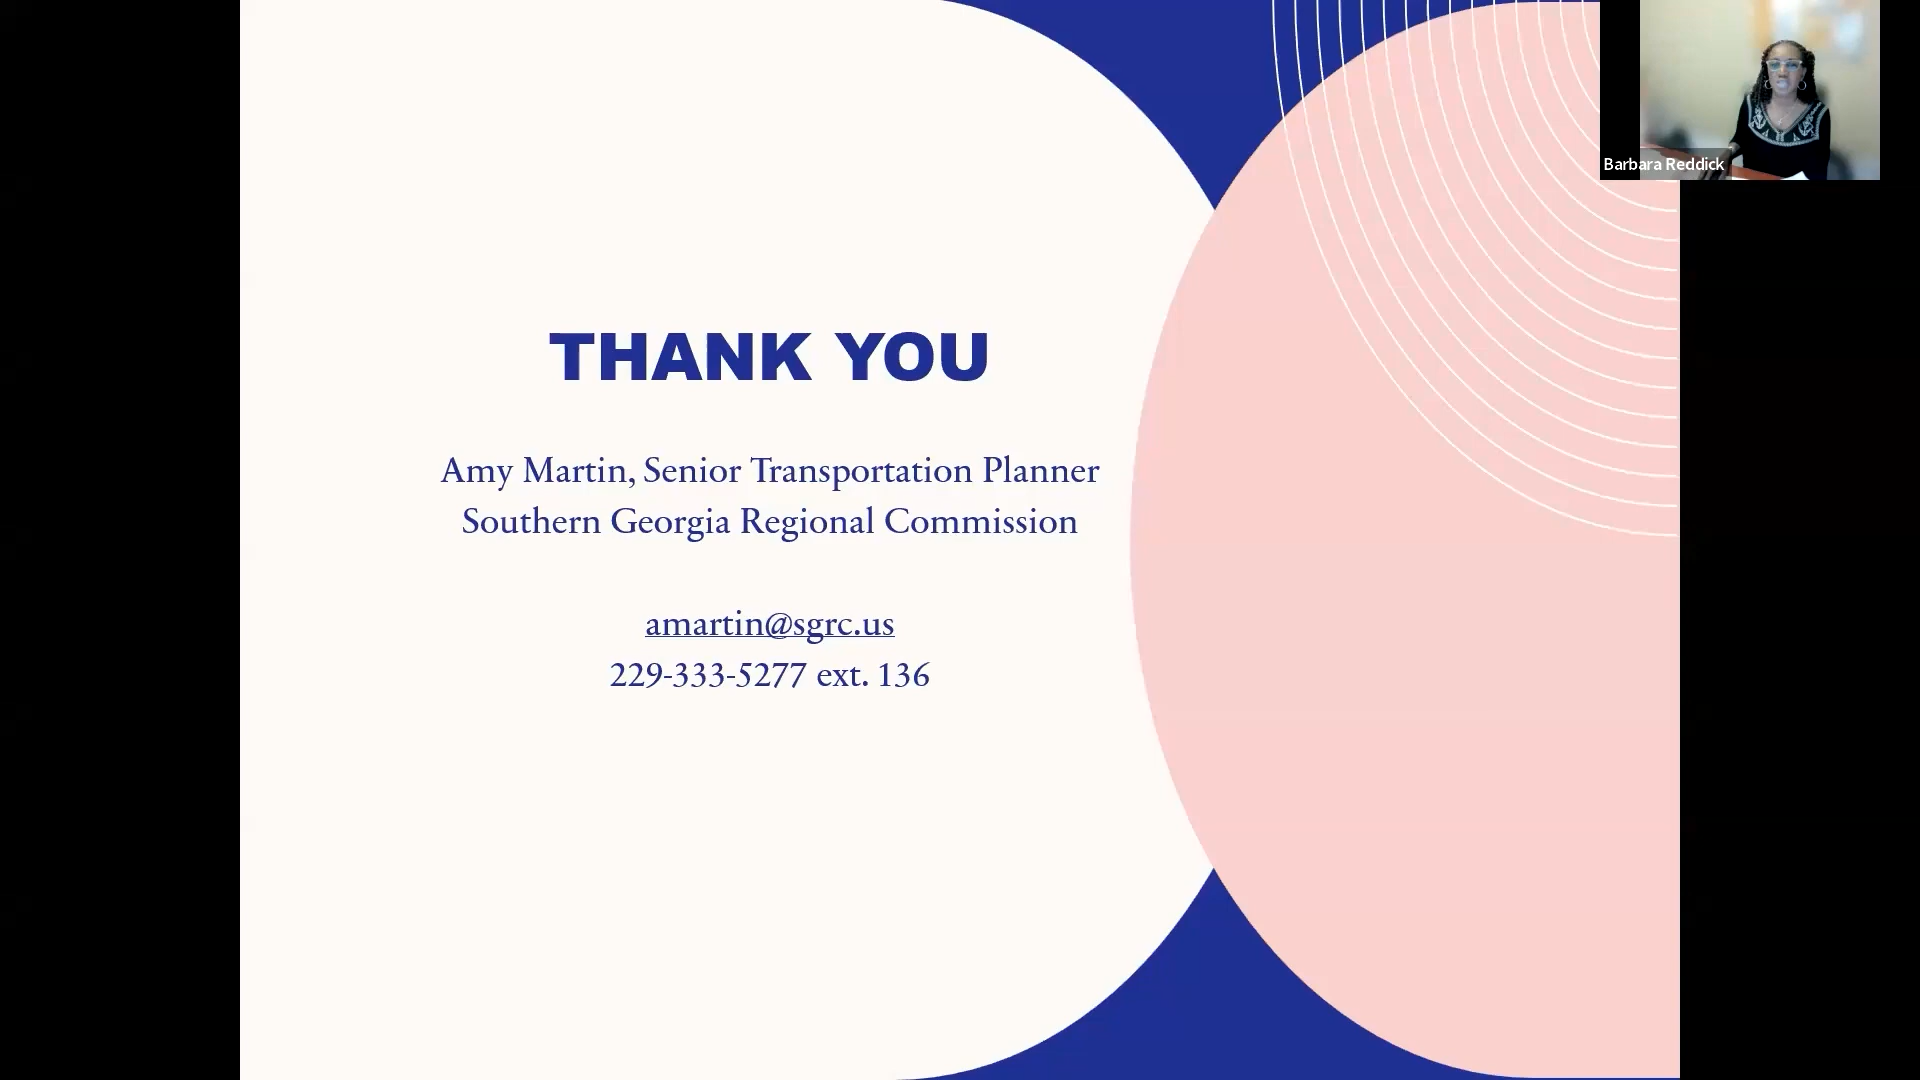 THANK YOU
Amy Martin, Senior Transportation Planner
Southern Georgia Regional Commission
amartin@sgrc.us
229-333-5277 ext. 136
Barbara Reddick